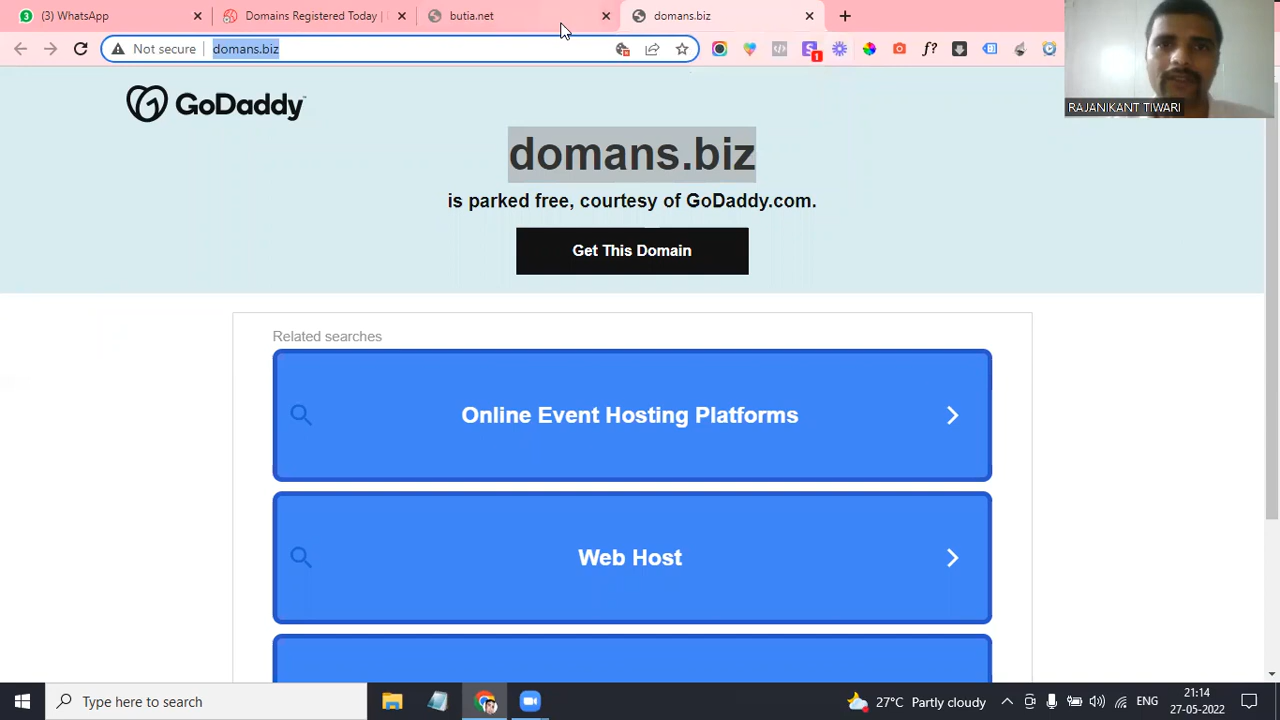 (3) WhatsApp
Domains Registered Today |
butia.net
domans.biz
Not secure
domans.biz
1
f?
RAJANIKANT TIWARI
GoDaddy
domans.biz
is parked free, courtesy of GoDaddy.com.
Get This Domain
Related searches
Online Event Hosting Platforms
Web Host
Type here to search
27°C Partly cloudy
ENG
21:14
27-05-2022